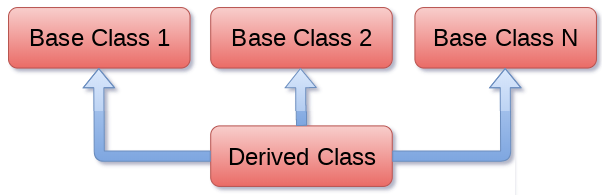 Base Class 1
Base Class 2
Base Class N
Derived Class